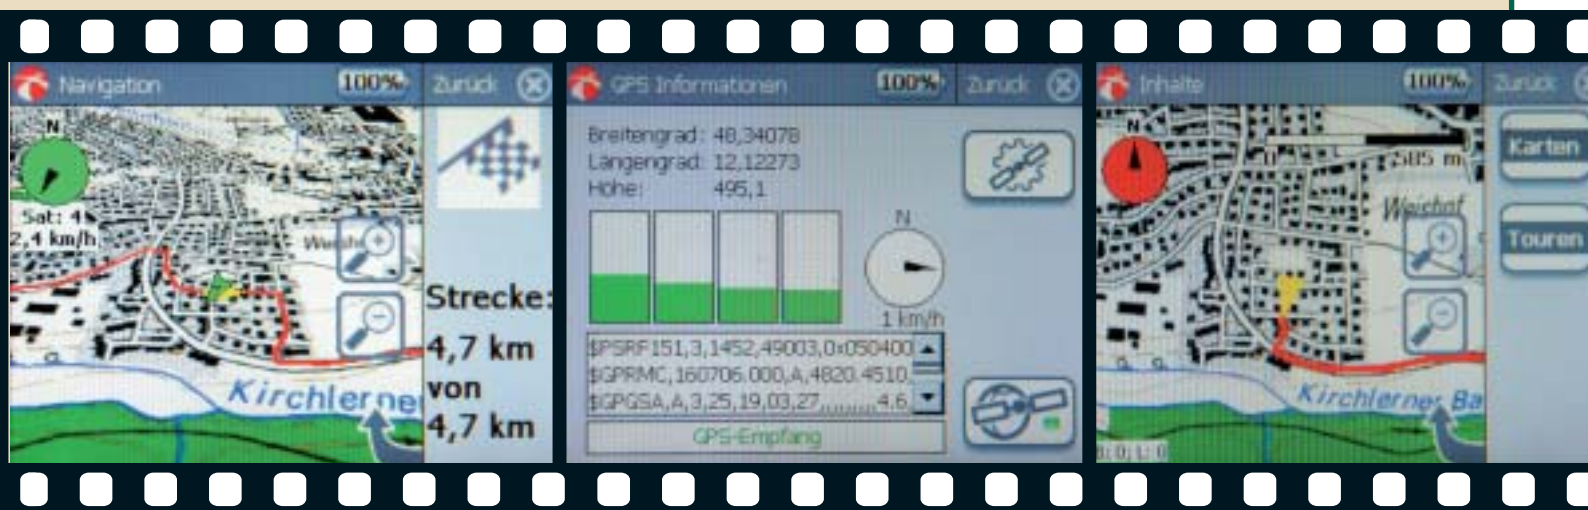 Navigation
100%
Zurück
N
Sat: 4
2,4 km/h
Strecke:
4,7 km
von
4,7 km
Kirchlerne
GPS Informationen
100%
Zurück
Breitengrad: 48,34078
Längengrad: 12,12273
Höhe: 495,1
N
1 km/h
$PSRF151,3,1452,49003,0x050400
$GPRMC,160706.000,A,4820.4510,
$GPGSA,A,3,25,19,03,27,,,,,,,,,4.6,
GPS-Empfang
Inhalte
100%
Zurück
N
0
585 m
Karten
Weichof
Touren
Kirchlerner Ba